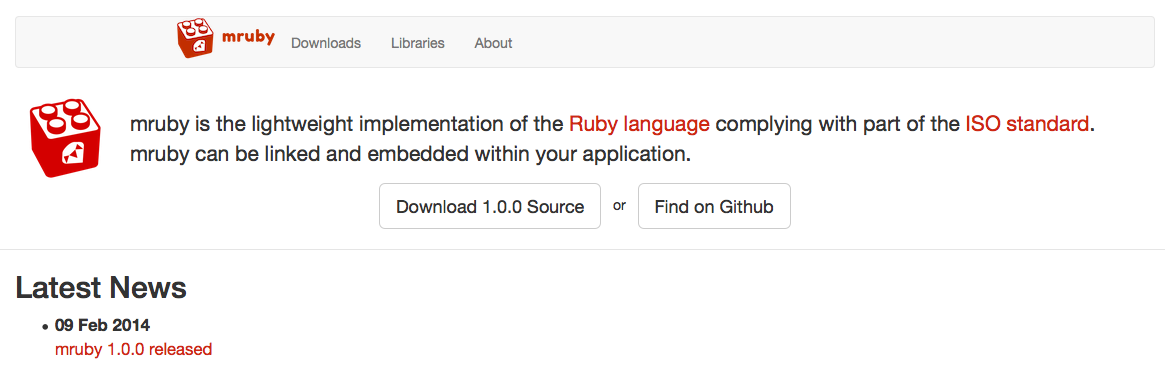 mruby Downloads Libraries About
mruby is the lightweight implementation of the Ruby language complying with part of the ISO standard.
mruby can be linked and embedded within your application.
Download 1.0.0 Source or Find on Github
Latest News
• 09 Feb 2014
mruby 1.0.0 released